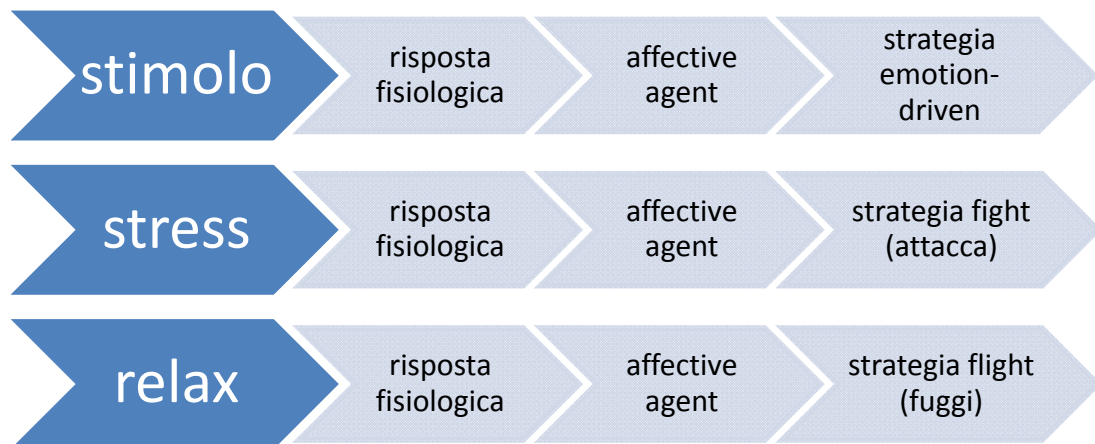 stimolo
risposta
fisiologica
affective
agent
strategia
emotion-
driven
stress
risposta
fisiologica
affective
agent
strategia fight
(attacca)
relax
risposta
fisiologica
affective
agent
strategia flight
(fuggi)